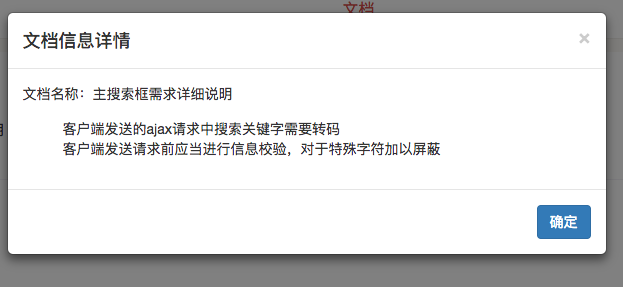 文档
文档信息详情
×
文档名称：主搜索框需求详细说明
客户端发送的ajax请求中搜索关键字需要转码
客户端发送请求前应当进行信息校验，对于特殊字符加以屏蔽
确定